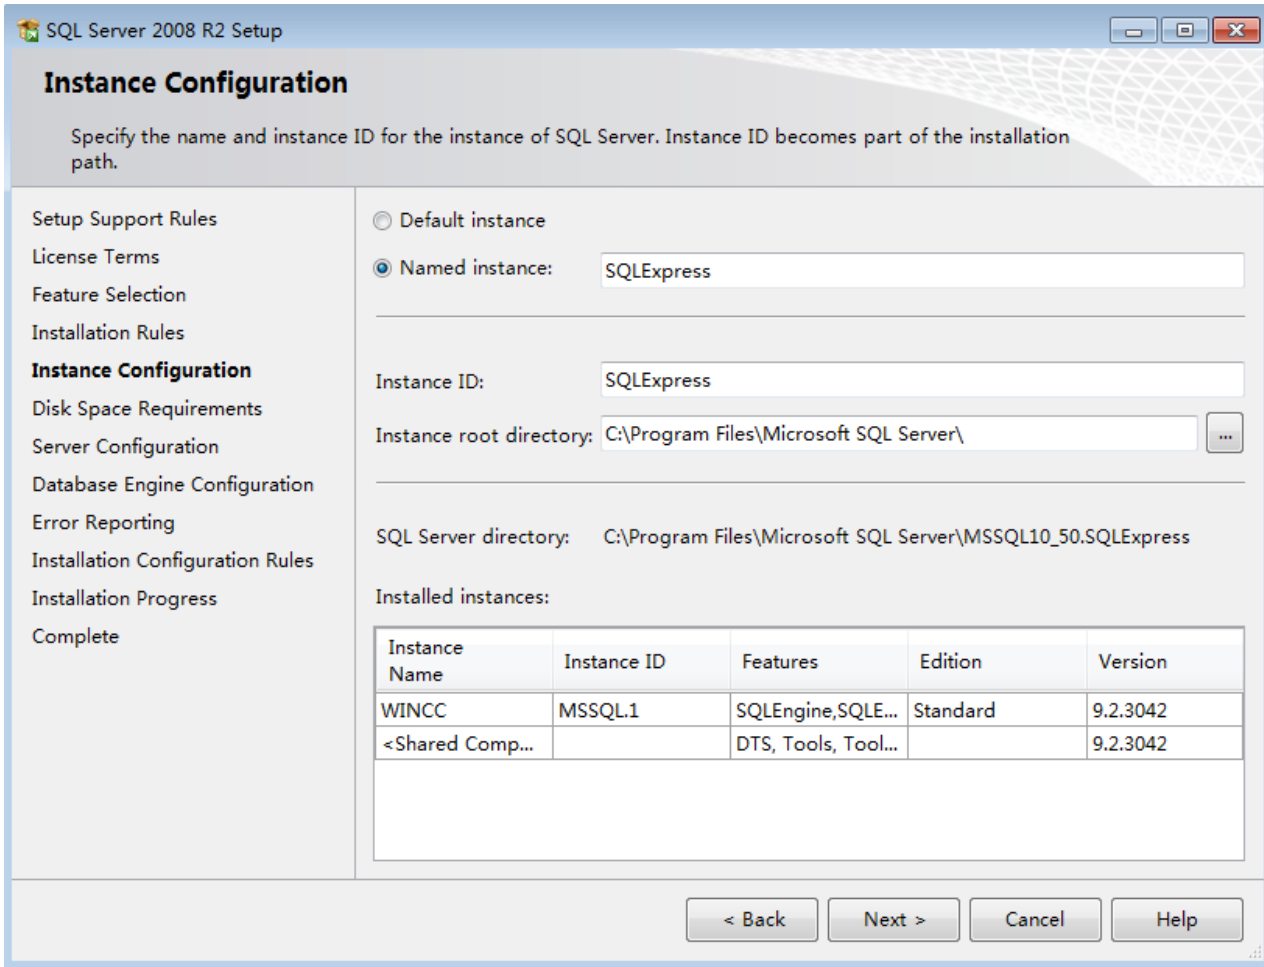 SQL Server 2008 R2 Setup
Instance Configuration
Specify the name and instance ID for the instance of SQL Server. Instance ID becomes part of the installation
path.
Setup Support Rules
License Terms
Feature Selection
Installation Rules
Instance Configuration
Disk Space Requirements
Server Configuration
Database Engine Configuration
Error Reporting
Installation Configuration Rules
Installation Progress
Complete
Default instance
Named instance: SQLExpress
Instance ID: SQLExpress
Instance root directory: C:\Program Files\Microsoft SQL Server\ ...
SQL Server directory: C:\Program Files\Microsoft SQL Server\MSSQL10_50.SQLExpress
Installed instances:
Instance Name Instance ID Features Edition Version
WINCC MSSQL.1 SQLEngine,SQLE... Standard 9.2.3042
<Shared Comp... DTS, Tools, Tool... 9.2.3042
< Back Next > Cancel Help